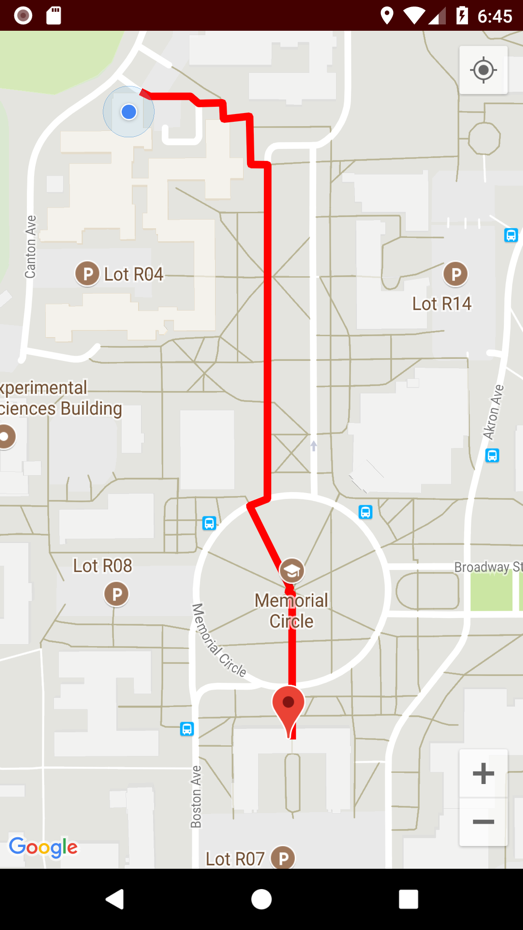 6:45
Canton Ave
P Lot R04
P
Lot R14
xperimental
ciences Building
Akron Ave
Lot R08
P
Broadway St
Memorial
Circle
Memorial Circle
Boston Ave
Google
Lot R07 P